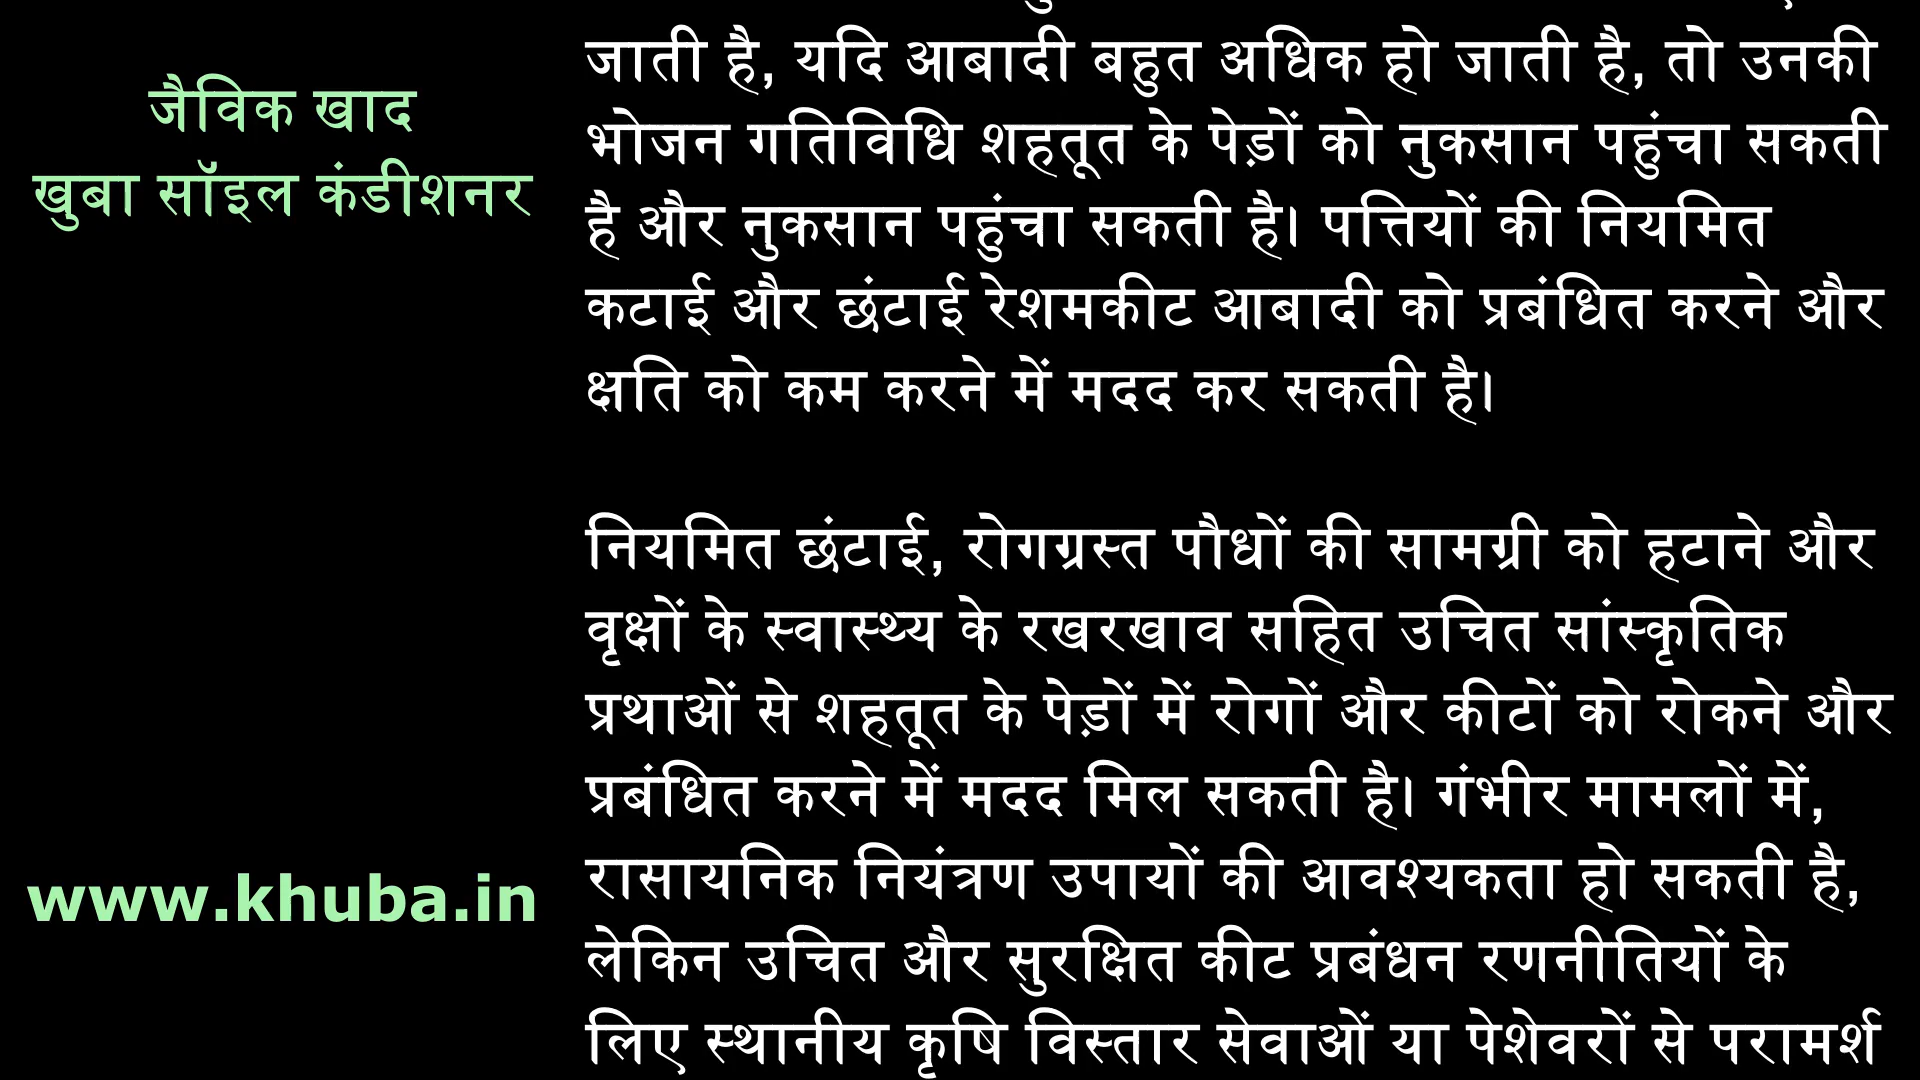 जैविक खाद
खुबा सॉइल कंडीशनर
www.khuba.in
जाती है, यदि आबादी बहुत अधिक हो जाती है, तो उनकी
भोजन गतिविधि शहतूत के पेड़ों को नुकसान पहुंचा सकती
है और नुकसान पहुंचा सकती है। पत्तियों की नियमित
कटाई और छंटाई रेशमकीट आबादी को प्रबंधित करने और
क्षति को कम करने में मदद कर सकती है।
नियमित छंटाई, रोगग्रस्त पौधों की सामग्री को हटाने और
वृक्षों के स्वास्थ्य के रखरखाव सहित उचित सांस्कृतिक
प्रथाओं से शहतूत के पेड़ों में रोगों और कीटों को रोकने और
प्रबंधित करने में मदद मिल सकती है। गंभीर मामलों में,
रासायनिक नियंत्रण उपायों की आवश्यकता हो सकती है,
लेकिन उचित और सुरक्षित कीट प्रबंधन रणनीतियों के
लिए स्थानीय कृषि विस्तार सेवाओं या पेशेवरों से परामर्श